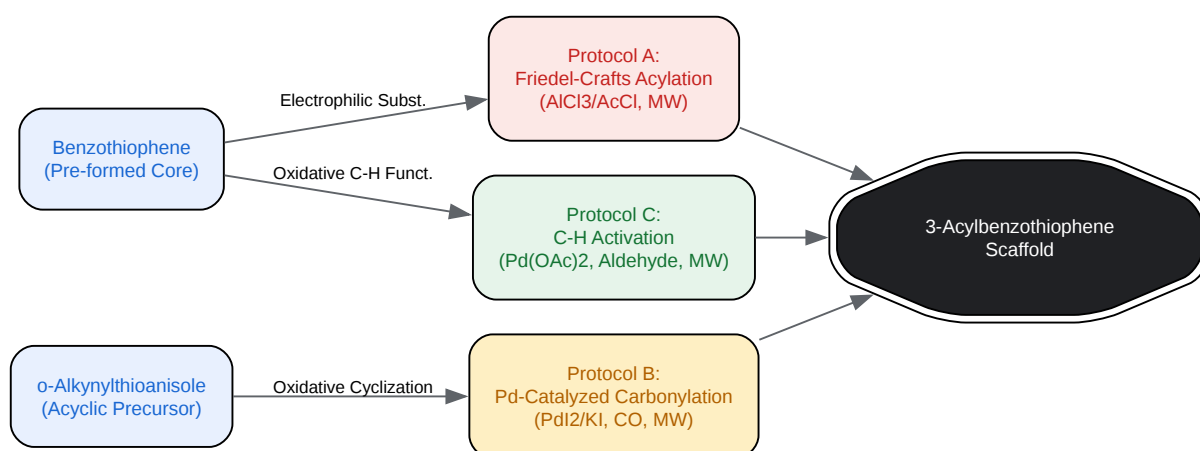 Protocol A:
Friedel-Crafts Acylation
(AlCl3/AcCl, MW)
Electrophilic Subst.
Benzothiophene
(Pre-formed Core)
Oxidative C-H Funct.
Protocol C:
C-H Activation
(Pd(OAc)2, Aldehyde, MW)
3-Acylbenzothiophene
Scaffold
o-Alkynylthioanisole
(Acyclic Precursor)
Oxidative Cyclization
Protocol B:
Pd-Catalyzed Carbonylation
(PdI2/KI, CO, MW)